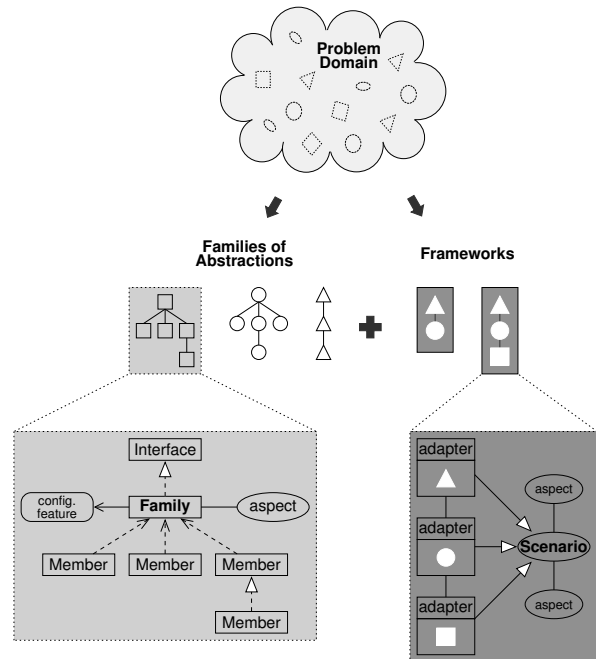 Problem
Domain
Families of
Abstractions
Frameworks
Interface
config.
feature
Family
aspect
Member
Member
Member
Member
adapter
adapter
adapter
aspect
Scenario
aspect